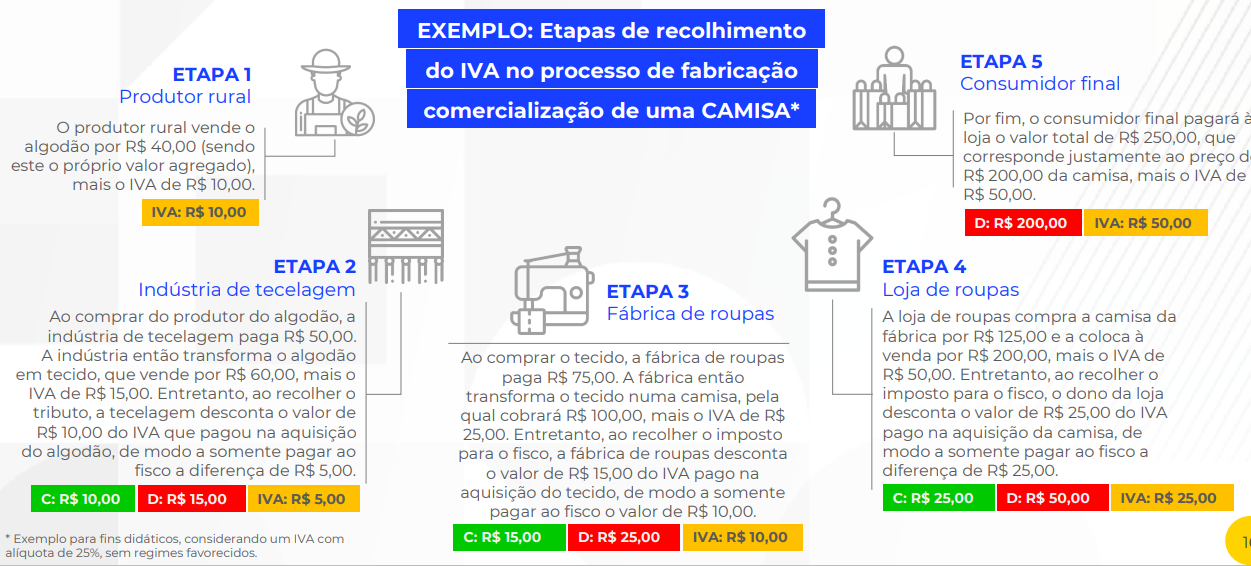 EXEMPLO: Etapas de recolhimento
do IVA no processo de fabricação
comercialização de uma CAMISA*
ETAPA 1
Produtor rural
O produtor rural vende o
algodão por R$ 40,00 (sendo
este o próprio valor agregado),
mais o IVA de R$ 10,00.
IVA: R$ 10,00
ETAPA 2
Indústria de tecelagem
Ao comprar do produtor do algodão, a
indústria de tecelagem paga R$ 50,00.
A indústria então transforma o algodão
em tecido, que vende por R$ 60,00, mais o
IVA de R$ 15,00. Entretanto, ao recolher o
tributo, a tecelagem desconta o valor de
R$ 10,00 do IVA que pagou na aquisição
do algodão, de modo a somente pagar ao
fisco a diferença de R$ 5,00.
C: R$ 10,00 D: R$ 15,00 IVA: R$ 5,00
ETAPA 3
Fábrica de roupas
Ao comprar o tecido, a fábrica de roupas
paga R$ 75,00. A fábrica então
transforma o tecido numa camisa, pela
qual cobrará R$ 100,00, mais o IVA de R$
25,00. Entretanto, ao recolher o imposto
para o fisco, a fábrica de roupas desconta
o valor de R$ 15,00 do IVA pago na
aquisição do tecido, de modo a somente
pagar ao fisco o valor de R$ 10,00.
C: R$ 15,00 D: R$ 25,00 IVA: R$ 10,00
ETAPA 4
Loja de roupas
A loja de roupas compra a camisa da
fábrica por R$ 125,00 e a coloca à
venda por R$ 200,00, mais o IVA de
R$ 50,00. Entretanto, ao recolher o
imposto para o fisco, o dono da loja
desconta o valor de R$ 25,00 do IVA
pago na aquisição da camisa, de
modo a somente pagar ao fisco a
diferença de R$ 25,00.
C: R$ 25,00 D: R$ 50,00 IVA: R$ 25,00
ETAPA 5
Consumidor final
Por fim, o consumidor final pagará à
loja o valor total de R$ 250,00, que
corresponde justamente ao preço de
R$ 200,00 da camisa, mais o IVA de
R$ 50,00.
D: R$ 200,00 IVA: R$ 50,00
* Exemplo para fins didáticos, considerando um IVA com
alíquota de 25%, sem regimes favorecidos.